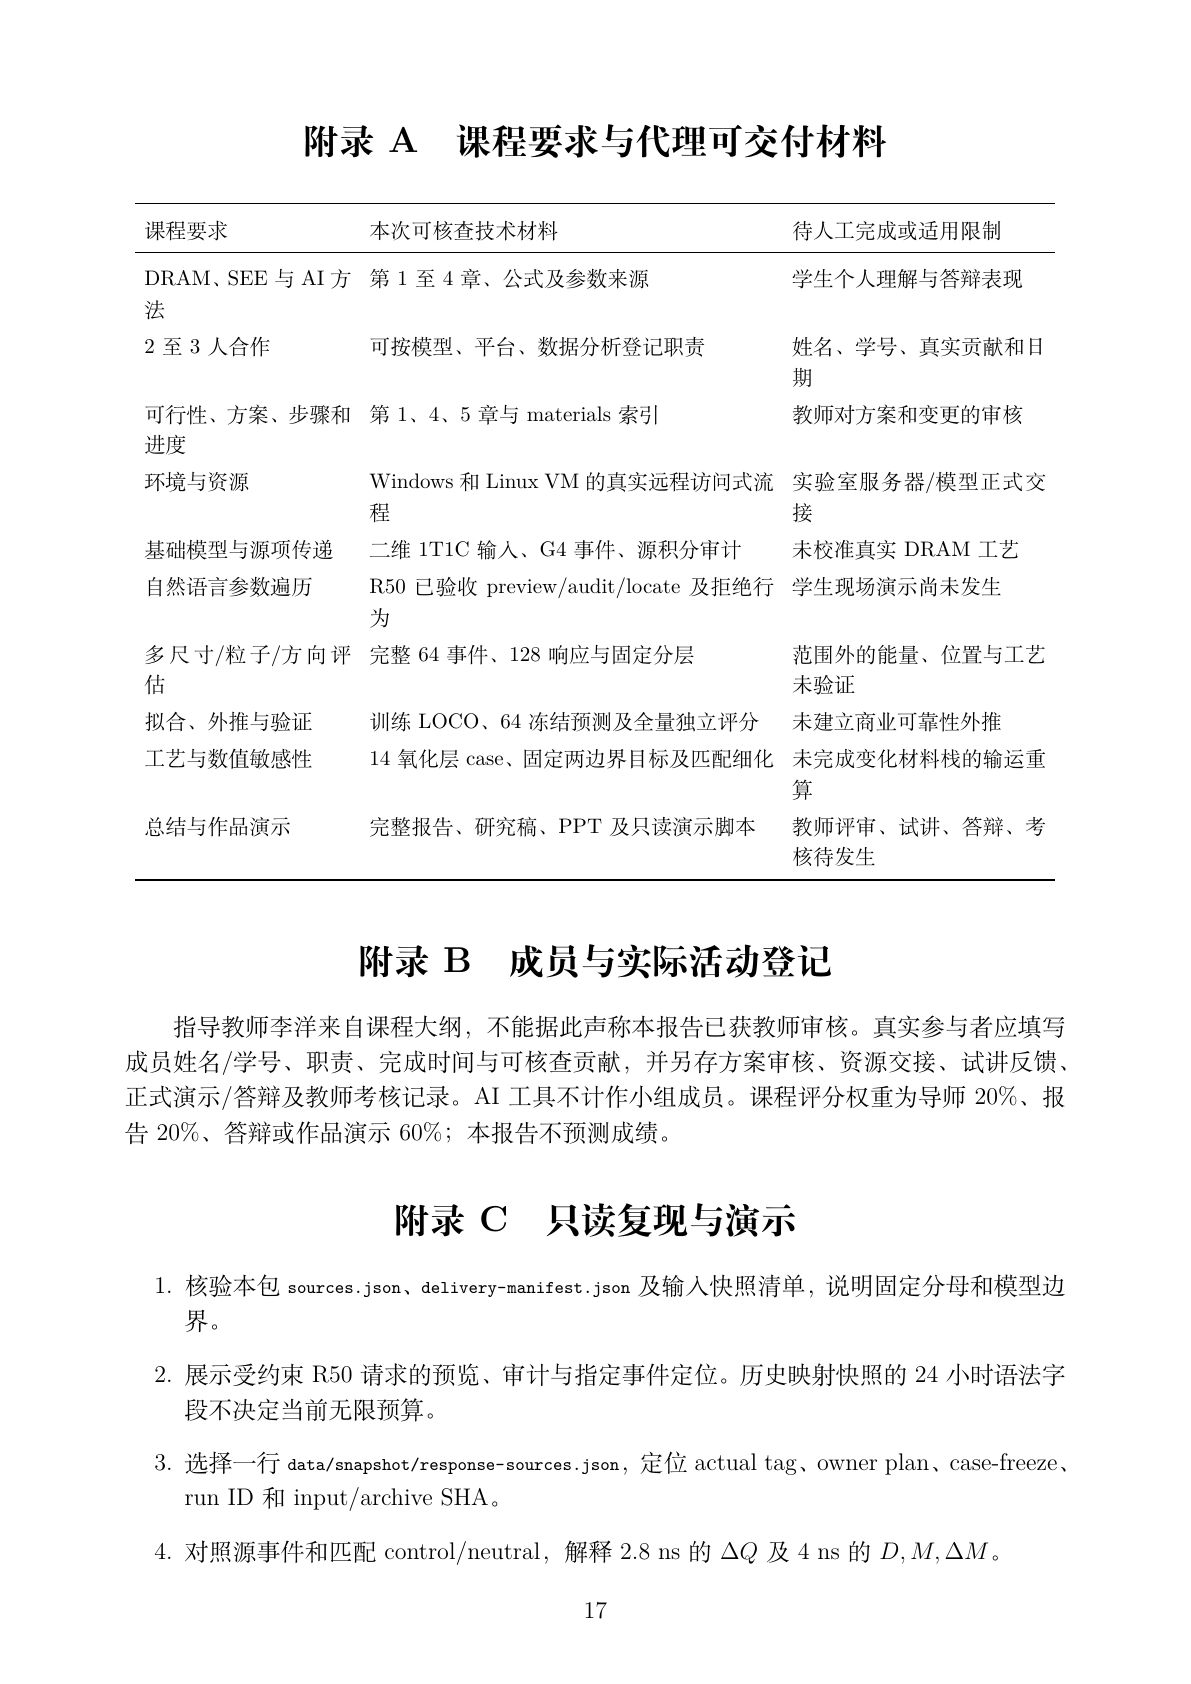 附录 A 课程要求与代理可交付材料
课程要求 本次可核查技术材料 待人工完成或适用限制
DRAM、SEE 与 AI 方 第 1 至 4 章、公式及参数来源 学生个人理解与答辩表现
法
2 至 3 人合作 可按模型、平台、数据分析登记职责 姓名、学号、真实贡献和日
期
可行性、方案、步骤和 第 1、4、5 章与 materials 索引 教师对方案和变更的审核
进度
环境与资源 Windows 和 Linux VM 的真实远程访问式流 实验室服务器/模型正式交
程 接
基础模型与源项传递 二维 1T1C 输入、G4 事件、源积分审计 未校准真实 DRAM 工艺
自然语言参数遍历 R50 已验收 preview/audit/locate 及拒绝行 学生现场演示尚未发生
为
多尺寸/粒子/方向评 完整 64 事件、128 响应与固定分层 范围外的能量、位置与工艺
估 未验证
拟合、外推与验证 训练 LOCO、64 冻结预测及全量独立评分 未建立商业可靠性外推
工艺与数值敏感性 14 氧化层 case、固定两边界目标及匹配细化 未完成变化材料栈的输运重
算
总结与作品演示 完整报告、研究稿、PPT 及只读演示脚本 教师评审、试讲、答辩、考
核待发生
附录 B 成员与实际活动登记
指导教师李洋来自课程大纲，不能据此声称本报告已获教师审核。真实参与者应填写
成员姓名/学号、职责、完成时间与可核查贡献，并另存方案审核、资源交接、试讲反馈、
正式演示/答辩及教师考核记录。AI 工具不计作小组成员。课程评分权重为导师 20%、报
告 20%、答辩或作品演示 60%；本报告不预测成绩。
附录 C 只读复现与演示
1. 核验本包 sources.json、delivery-manifest.json 及输入快照清单，说明固定分母和模型边
界。
2. 展示受约束 R50 请求的预览、审计与指定事件定位。历史映射快照的 24 小时语法字
段不决定当前无限预算。
3. 选择一行 data/snapshot/response-sources.json，定位 actual tag、owner plan、case-freeze、
run ID 和 input/archive SHA。
4. 对照源事件和匹配 control/neutral，解释 2.8 ns 的 ΔQ 及 4 ns 的 D, M, ΔM。
17